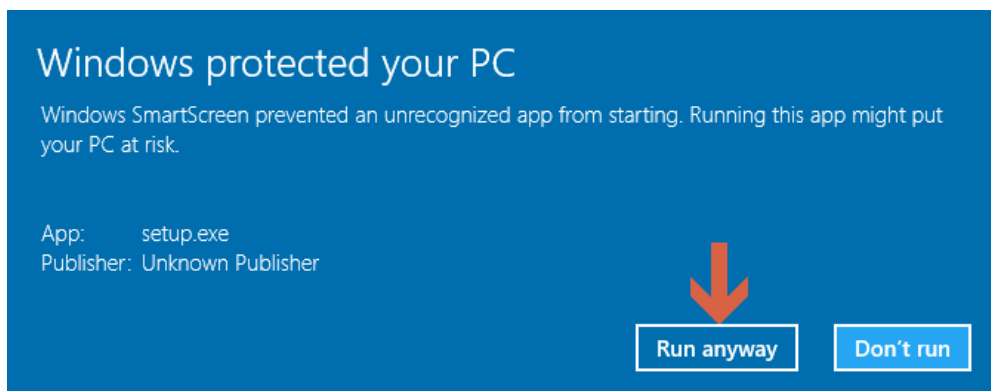 Windows protected your PC
Windows SmartScreen prevented an unrecognized app from starting. Running this app might put
your PC at risk.
App: setup.exe
Publisher: Unknown Publisher
Run anyway Don't run